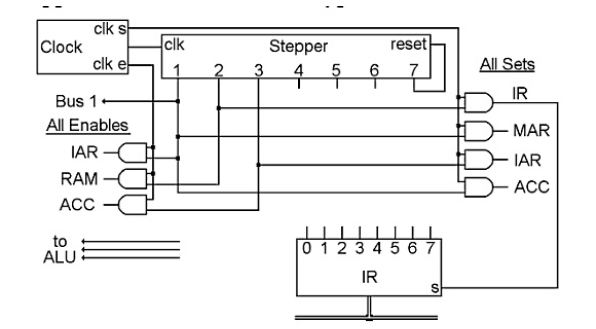 clk s
Clock
clk e
clk Stepper reset
1 2 3 4 5 6 7
All Sets
Bus 1
All Enables
IAR
RAM
ACC
IR
MAR
IAR
ACC
to
ALU
0 1 2 3 4 5 6 7
IR
s